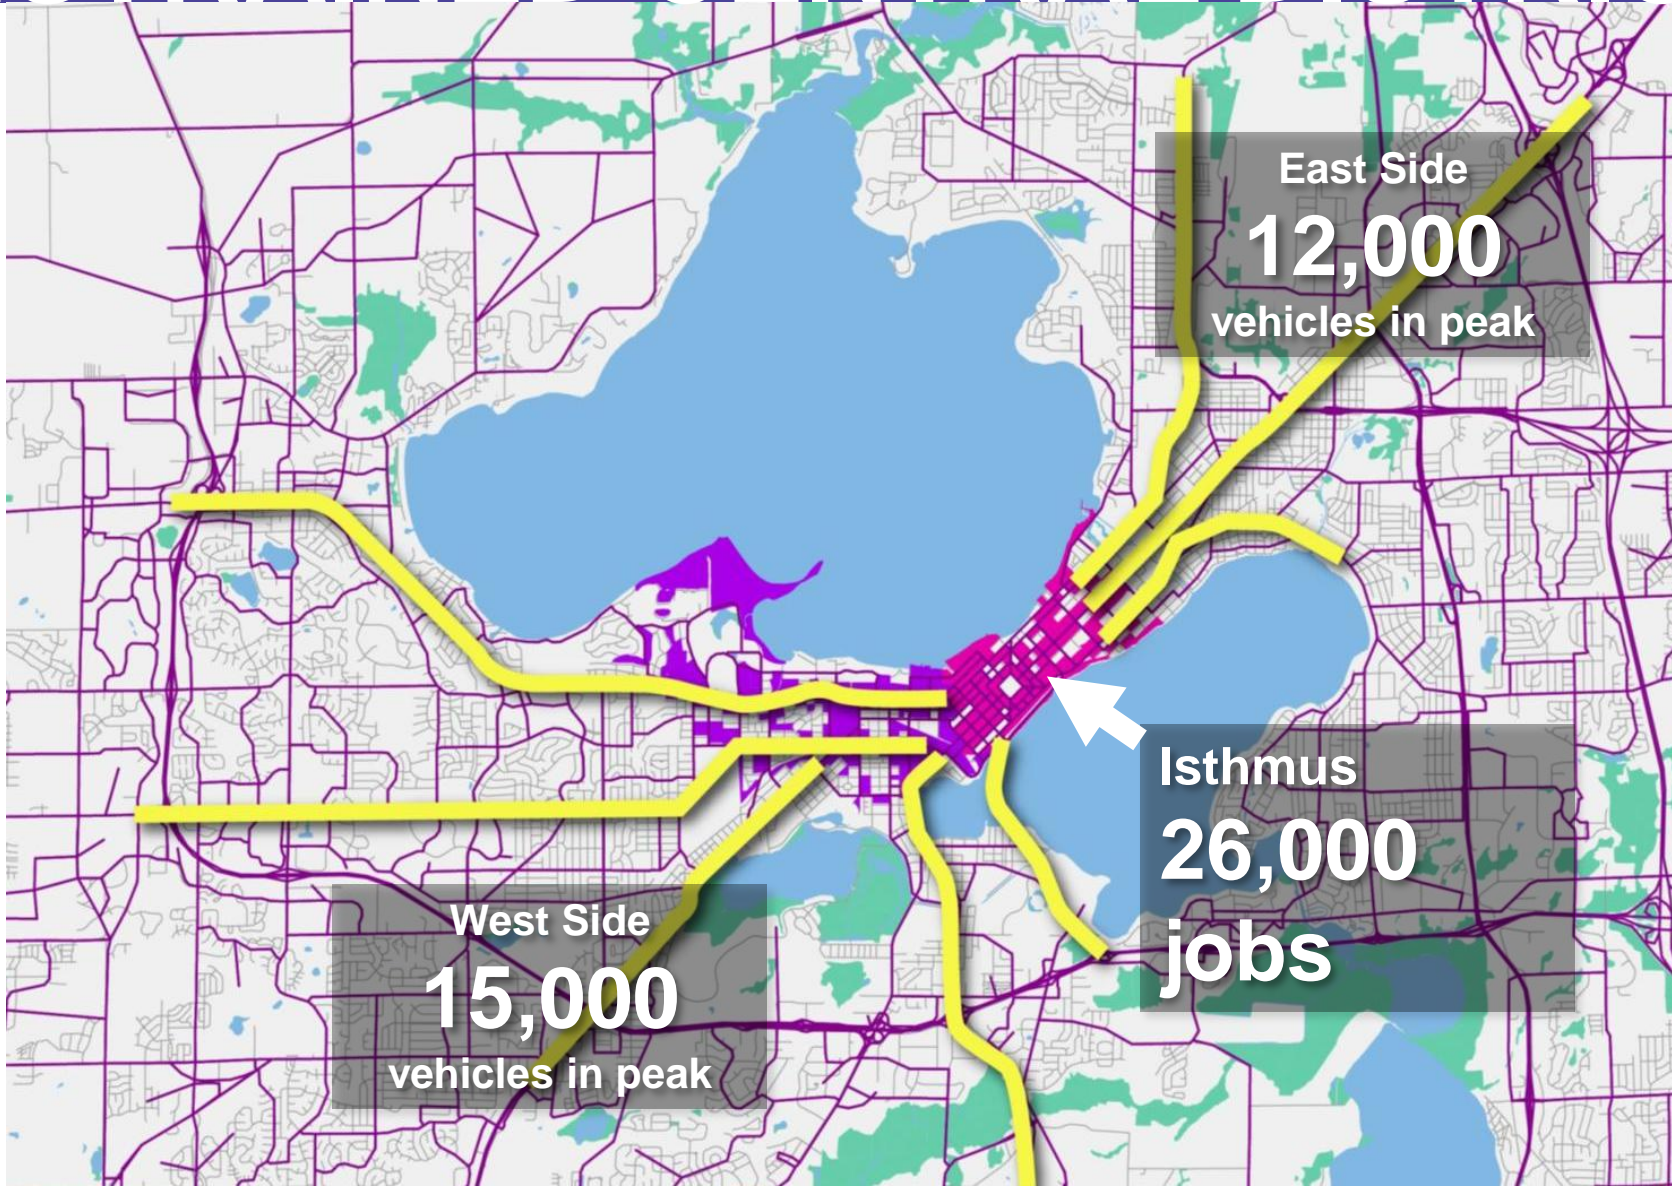 East Side
12,000
vehicles in peak
Isthmus
26,000
jobs
West Side
15,000
vehicles in peak